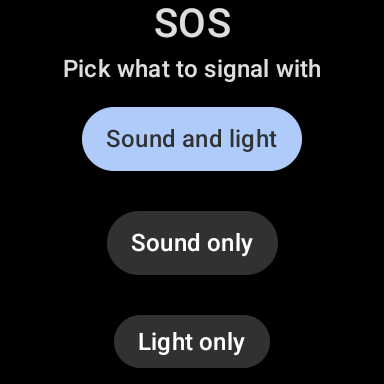 SOS
Pick what to signal with
Sound and light
Sound only
Light only